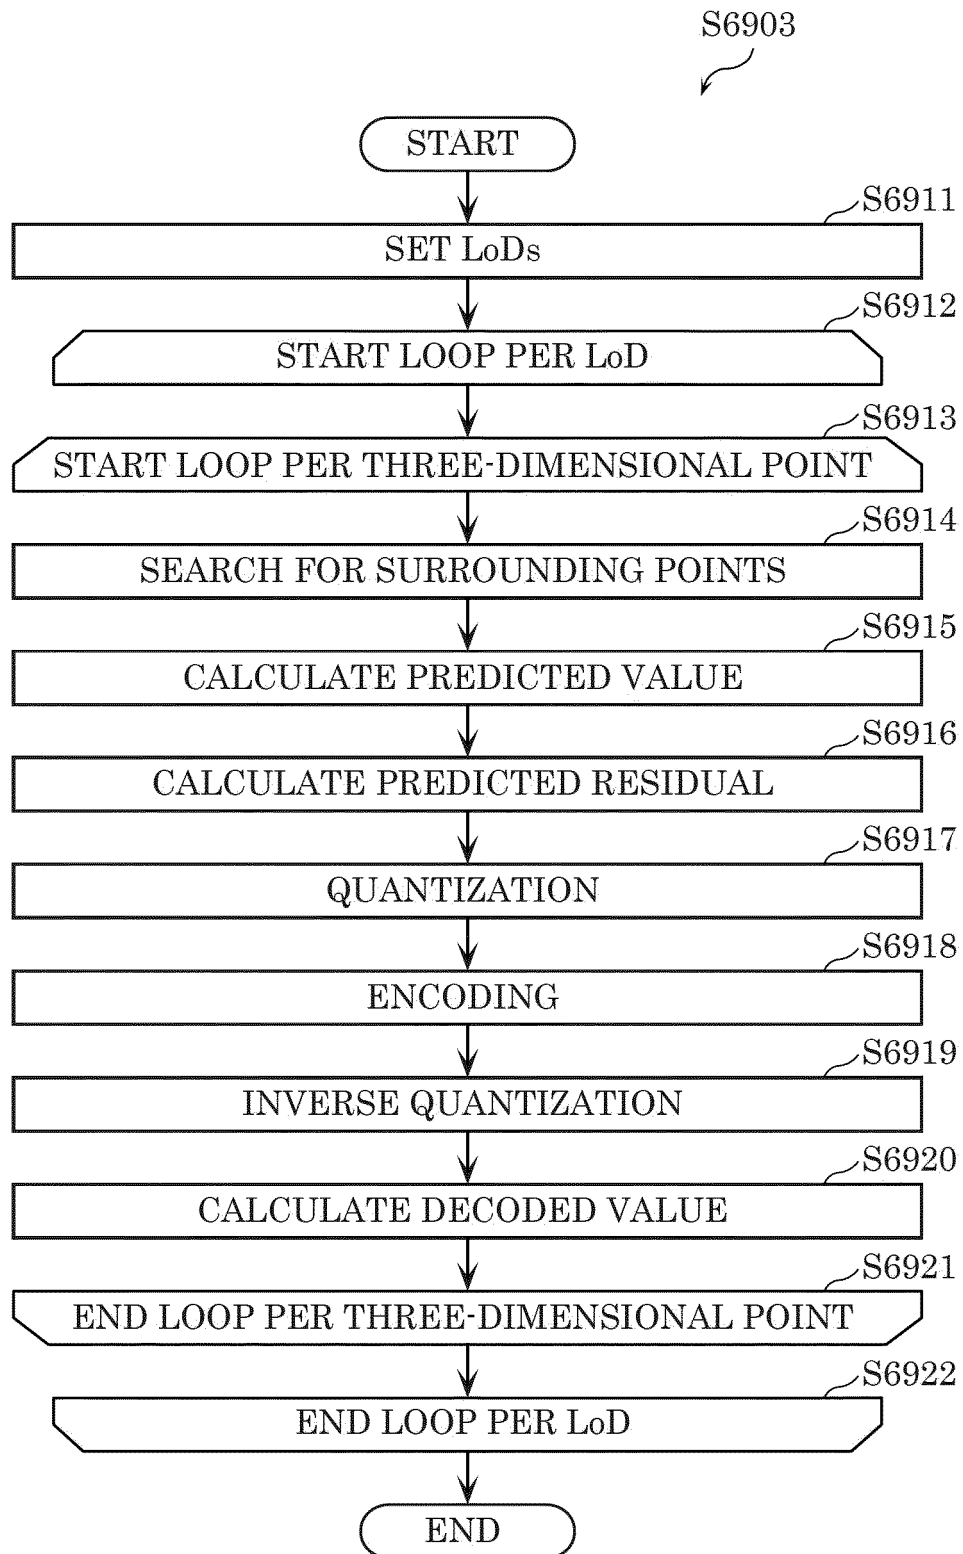 S6903
START
S6911
SET LoDs
S6912
START LOOP PER LoD
S6913
START LOOP PER THREE-DIMENSIONAL POINT
S6914
SEARCH FOR SURROUNDING POINTS
S6915
CALCULATE PREDICTED VALUE
S6916
CALCULATE PREDICTED RESIDUAL
S6917
QUANTIZATION
S6918
ENCODING
S6919
INVERSE QUANTIZATION
S6920
CALCULATE DECODED VALUE
S6921
END LOOP PER THREE-DIMENSIONAL POINT
S6922
END LOOP PER LoD
END